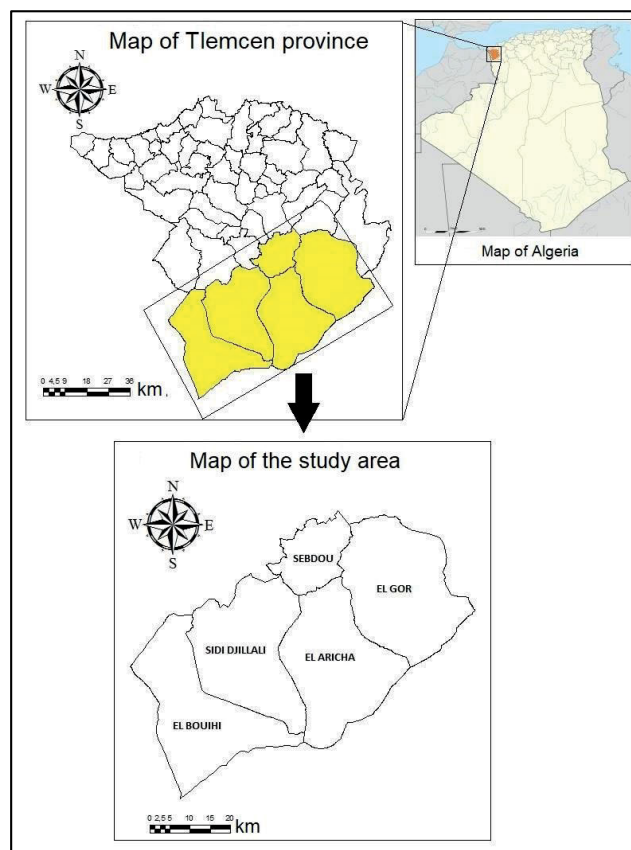 Map of Tlemcen province
N
W E
S
0 4,5 9 18 27 36
km
Map of Algeria
Map of the study area
N
W E
S
SEBDOU
EL GOR
SIDI DJILLALI
EL ARICHA
EL BOUIHI
0 2,5 5 10 15 20
km